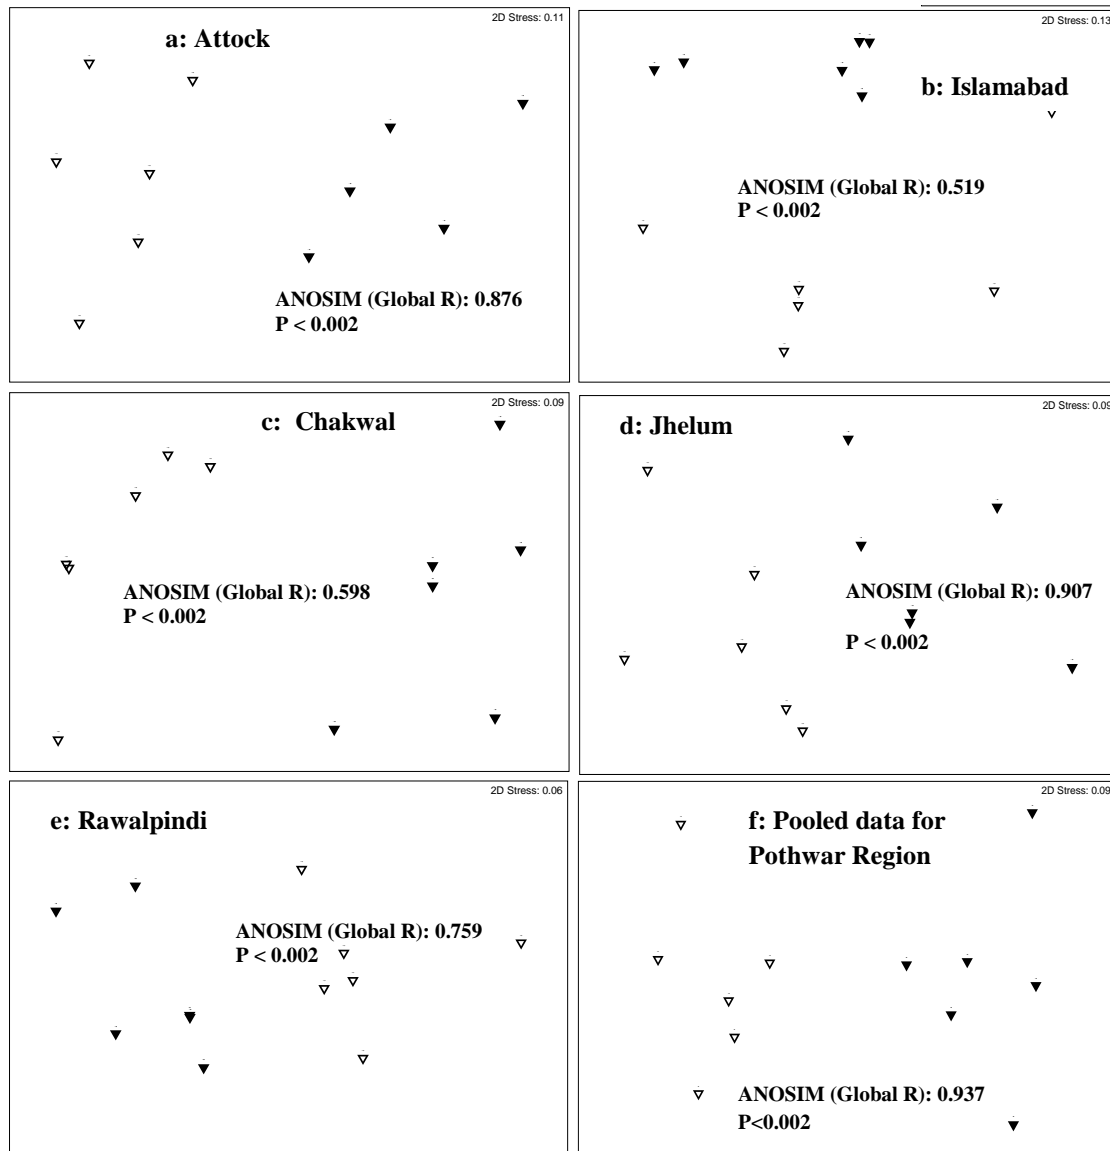 2D Stress: 0.11
a: Attock
ANOSIM (Global R): 0.876
P < 0.002
2D Stress: 0.13
b: Islamabad
ANOSIM (Global R): 0.519
P < 0.002
2D Stress: 0.09
c: Chakwal
ANOSIM (Global R): 0.598
P < 0.002
2D Stress: 0.09
d: Jhelum
ANOSIM (Global R): 0.907
P < 0.002
2D Stress: 0.06
e: Rawalpindi
ANOSIM (Global R): 0.759
P < 0.002
2D Stress: 0.09
f: Pooled data for
Pothwar Region
ANOSIM (Global R): 0.937
P<0.002